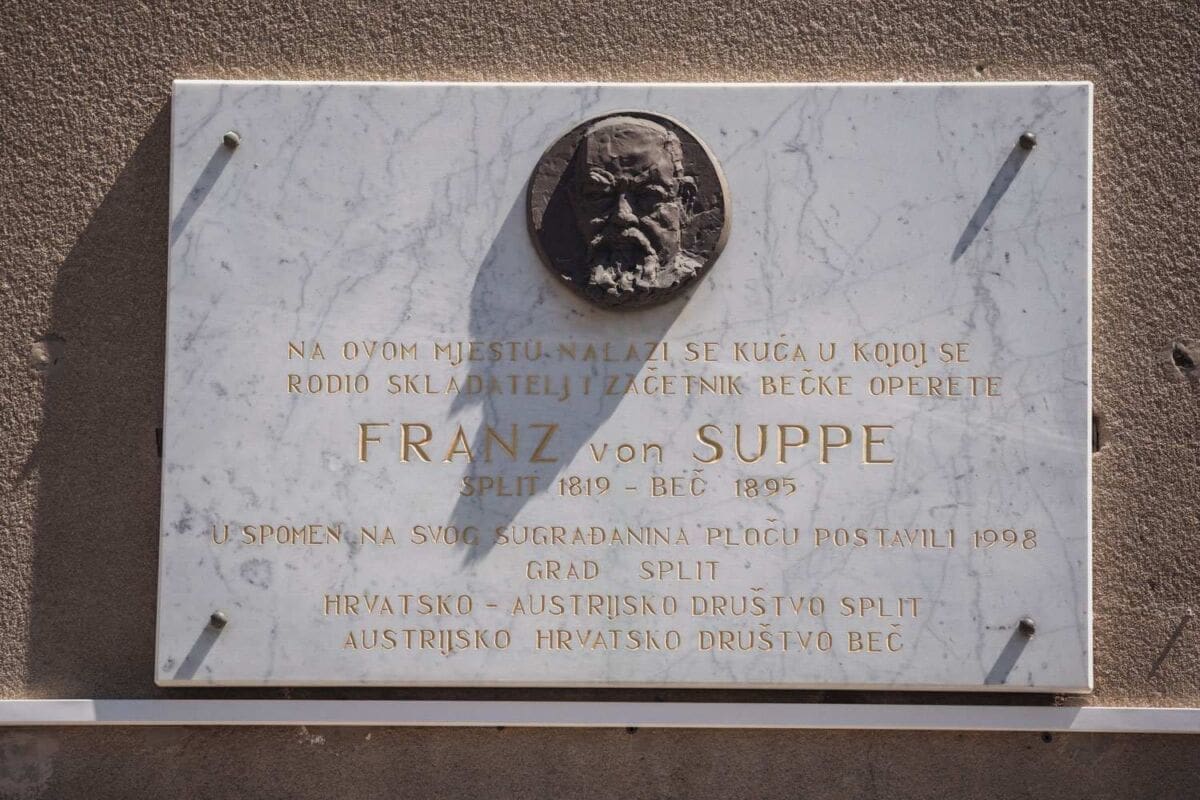 NA OVOM MJESTU NALAZI SE KUĆA U KOJOJ SE
RODIO SKLADATELJ I ZAČETNIK BEČKE OPERETE
FRANZ von SUPPE
SPLIT 1819 - BEČ 1895
U SPOMEN NA SVOG SUGRAĐANINA PLOČU POSTAVILI 1998
GRAD SPLIT
HRVATSKO - AUSTRIJSKO DRUŠTVO SPLIT
AUSTRIJSKO HRVATSKO DRUŠTVO BEČ